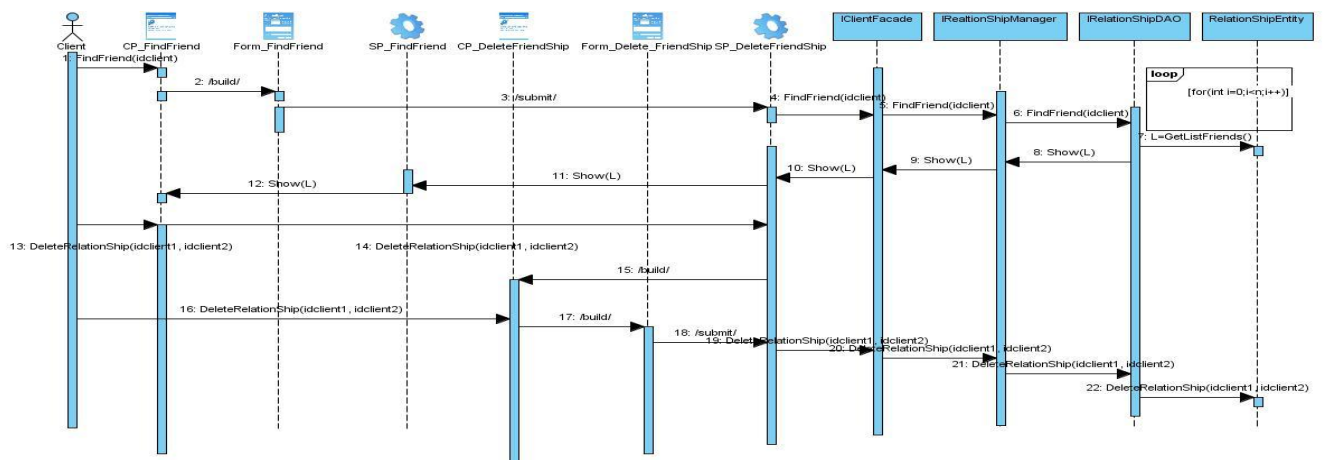 IClientFacade
IRealtionShipManager
IRelationShipDAO
RelationShipEntity
Client
CP_FindFriend
Form_FindFriend
SP_FindFriend
CP_DeleteFriendShip
Form_Delete_FriendShip
SP_DeleteFriendShip
1: FindFriend(idclient)
loop
[for(int i=0;i<n;i++)]
2: /build/
3: /submit/
4: FindFriend(idclient)
5: FindFriend(idclient)
6: FindFriend(idclient)
7: L=GetListFriends()
8: Show(L)
9: Show(L)
10: Show(L)
11: Show(L)
12: Show(L)
13: DeleteRelationShip(idclient1, idclient2)
14: DeleteRelationShip(idclient1, idclient2)
15: /build/
16: DeleteRelationShip(idclient1, idclient2)
17: /build/
18: /submit/
19: DeleteRelationShip(idclient1, idclient2)
20: DeleteRelationShip(idclient1, idclient2)
21: DeleteRelationShip(idclient1, idclient2)
22: DeleteRelationShip(idclient1, idclient2)